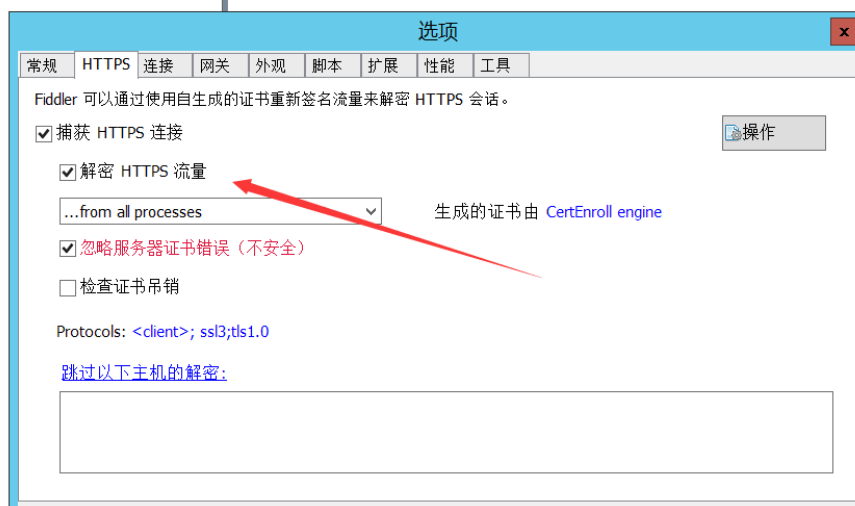 选项
x
常规 HTTPS 连接 网关 外观 脚本 扩展 性能 工具
Fiddler 可以通过使用自生成的证书重新签名流量来解密 HTTPS 会话。
捕获 HTTPS 连接
操作
解密 HTTPS 流量
...from all processes
生成的证书由 CertEnroll engine
忽略服务器证书错误（不安全）
检查证书吊销
Protocols: <client>; ssl3;tls1.0
跳过以下主机的解密: